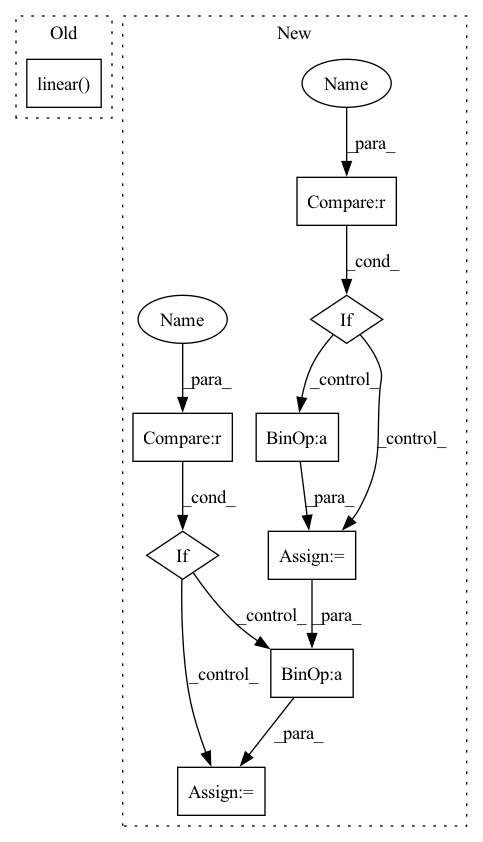 Old
New
linear()
Name
_para_
Compare:r
_cond_
Name
If
_para_
_control_
Compare:r
BinOp:a
_control_
_cond_
_para_
If
Assign:=
_control_
_para_
_control_
BinOp:a
_para_
Assign:=